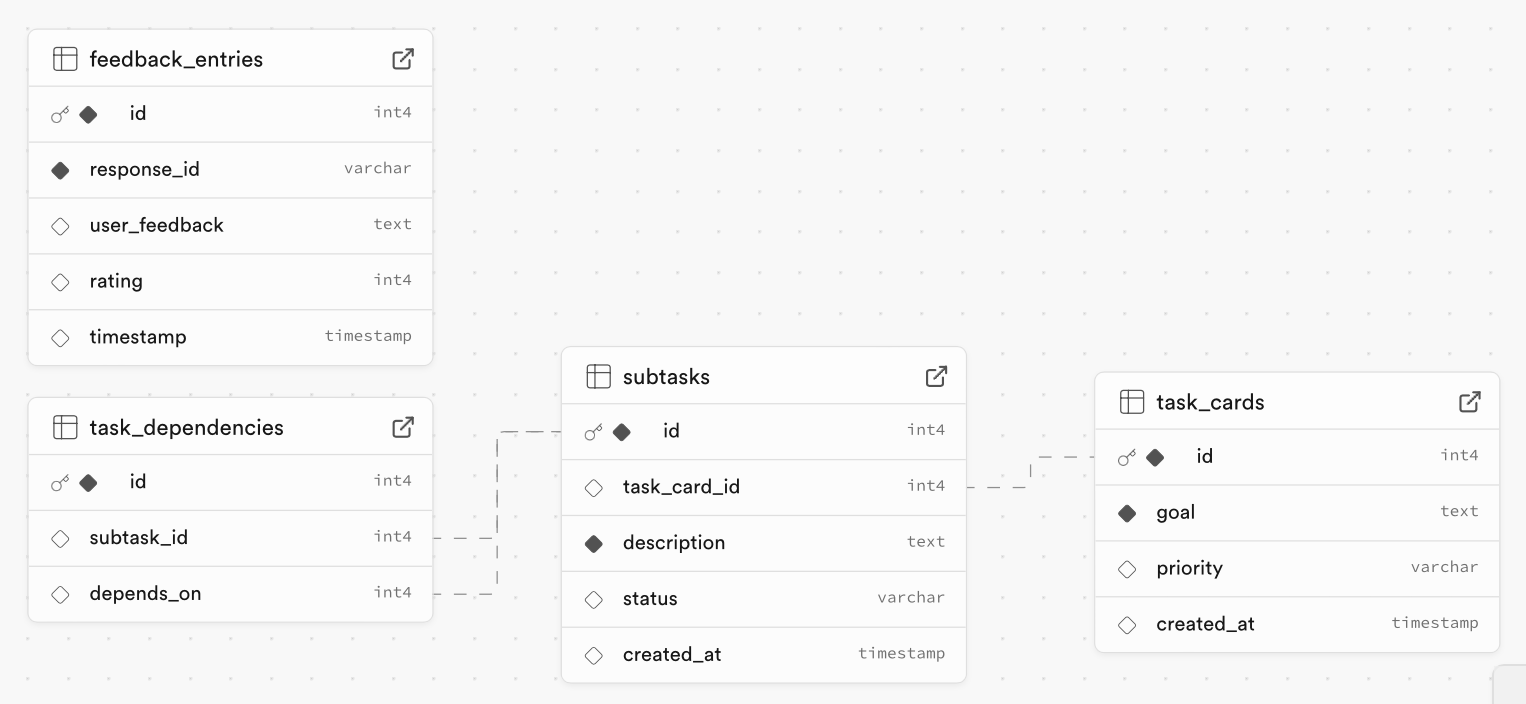 feedback_entries
id int4
response_id varchar
user_feedback text
rating int4
timestamp timestamp
task_dependencies
id int4
subtask_id int4
depends_on int4
subtasks
id int4
task_card_id int4
description text
status varchar
created_at timestamp
task_cards
id int4
goal text
priority varchar
created_at timestamp